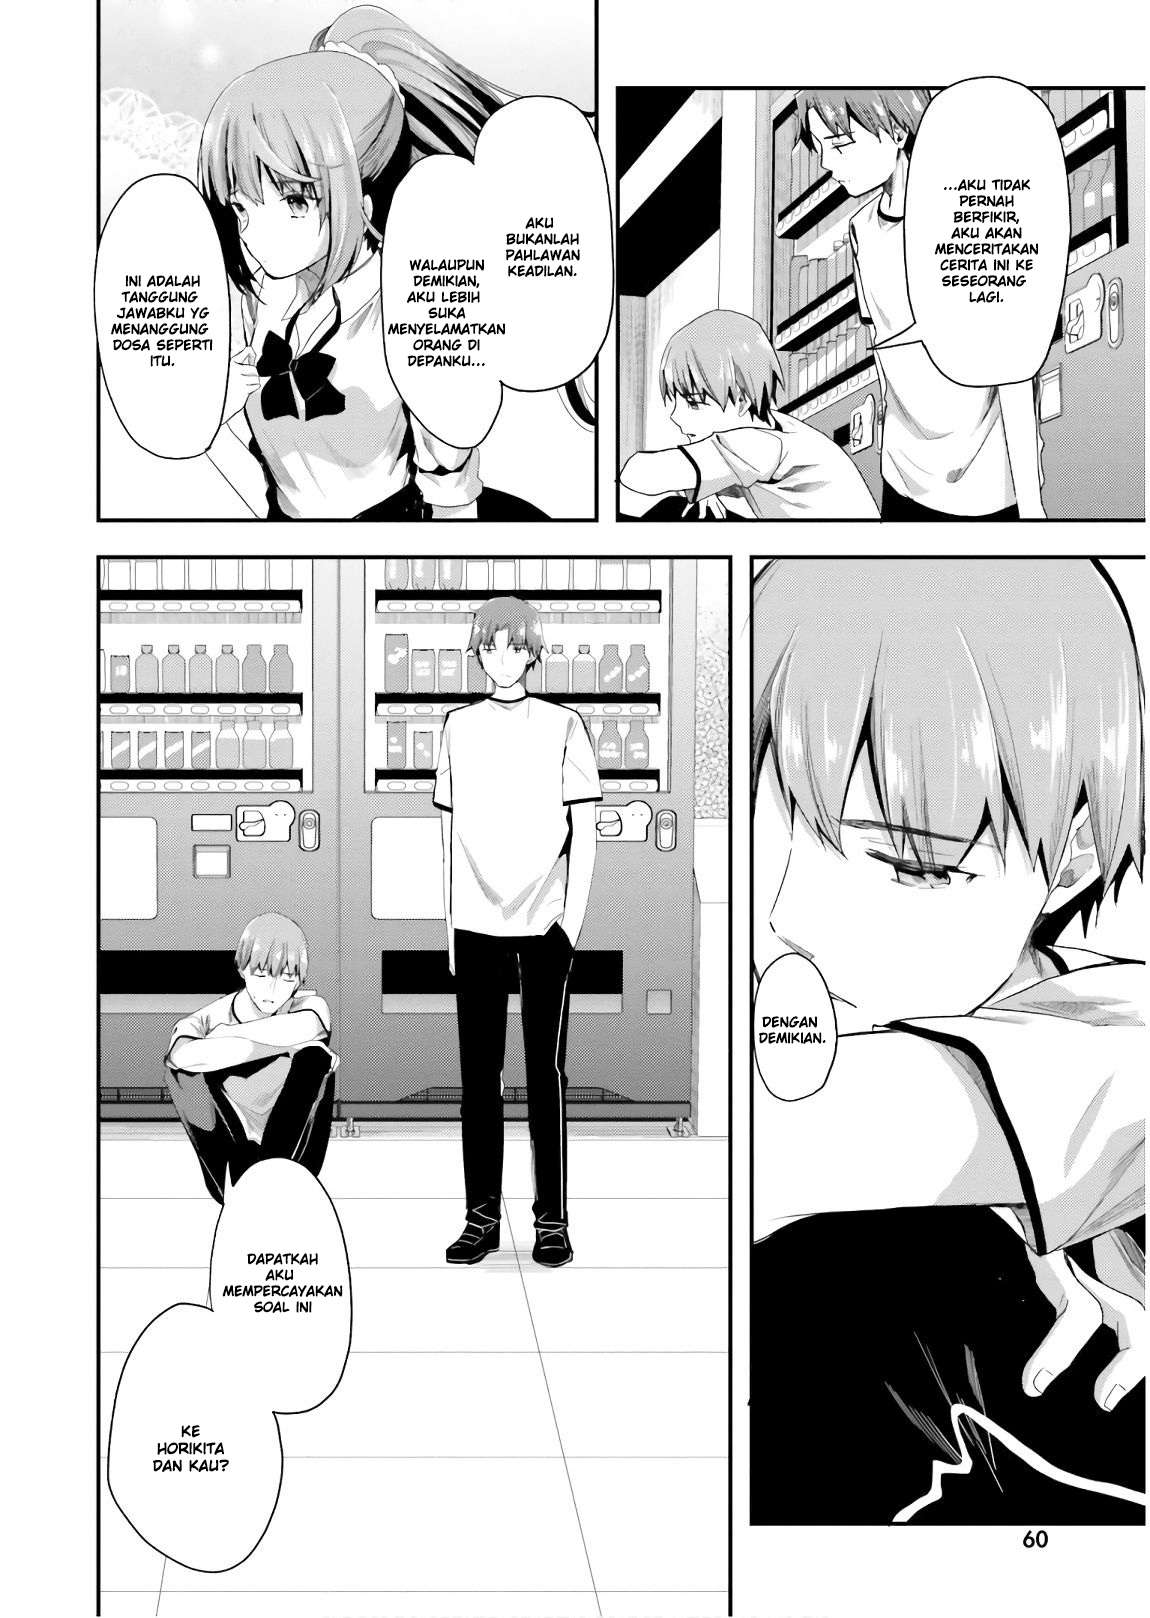 ...AKU TIDAK
PERNAH
BERFIKIR,
AKU AKAN
MENCERITAKAN
CERITA INI KE
SESEORANG
LAGI.
AKU
BUKANLAH
PAHLAWAN
KEADILAN.
WALAUPUN
DEMIKIAN,
AKU LEBIH
SUKA
MENYELAMATKAN
ORANG DI
DEPANKU...
INI ADALAH
TANGGUNG
JAWABKU YG
MENANGGUNG
DOSA SEPERTI
ITU.
DENGAN
DEMIKIAN.
DAPATKAH
AKU
MEMPERCAYAKAN
SOAL INI
KE
HORIKITA
DAN KAU?
60